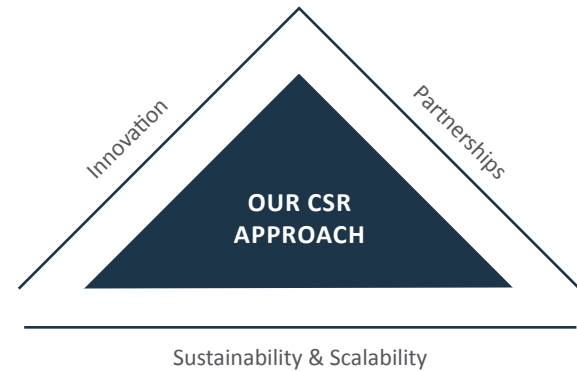 Innovation
Partnerships
OUR CSR
APPROACH
Sustainability & Scalability